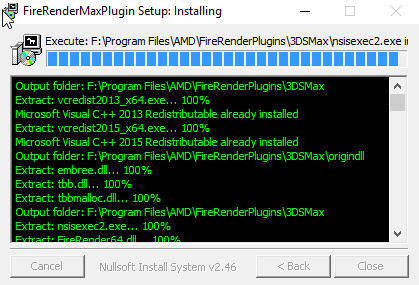 FireRenderMaxPlugin Setup: Installing
Execute: F:\Program Files\AMD\FireRenderPlugins\3DSMax\nsisexec2.exe
Output folder: F:\Program Files\AMD\FireRenderPlugins\3DSMax
Extract: vcredist2013_x64.exe... 100%
Microsoft Visual C++ 2013 Redistributable already installed
Extract: vcredist2015_x64.exe... 100%
Microsoft Visual C++ 2015 Redistributable already installed
Output folder: F:\Program Files\AMD\FireRenderPlugins\3DSMax\origindll
Extract: embree.dll... 100%
Extract: tbb.dll... 100%
Extract: tbbmalloc.dll... 100%
Output folder: F:\Program Files\AMD\FireRenderPlugins\3DSMax
Extract: nsisexec2.exe... 100%
Extract: FireRender64.dll... 100%
Cancel Nullsoft Install System v2.46 < Back Close